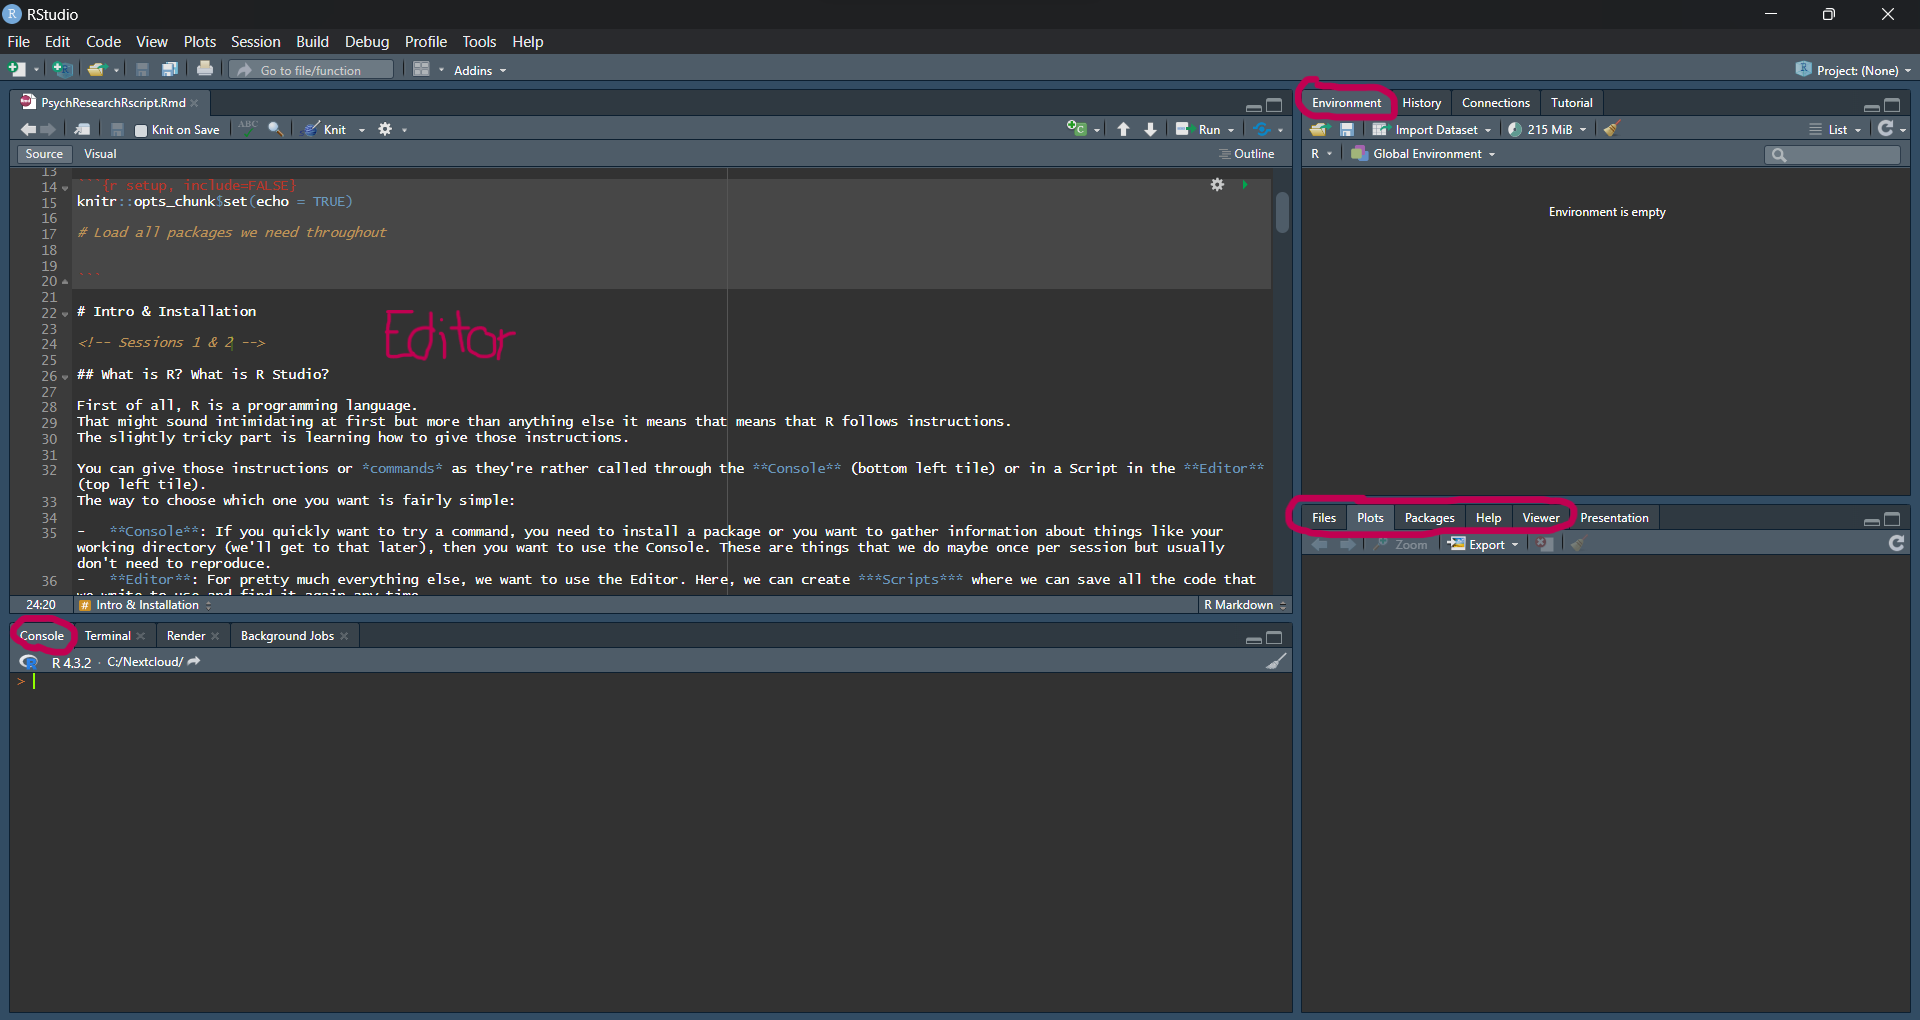 RStudio
File Edit Code View Plots Session Build Debug Profile Tools Help
Go to file/function Addins Project: (None)
PsychResearchRscript.Rmd
Knit on Save ABC Knit Run
Source Visual Outline
13
14 ```{r setup, include=FALSE}
15 knitr::opts_chunk$set(echo = TRUE)
16
17 # Load all packages we need throughout
18
19
20 ```
21
22 # Intro & Installation
23
24 <!-- Sessions 1 & 2 -->
Editor
25
26 ## What is R? What is R Studio?
27
28 First of all, R is a programming language.
29 That might sound intimidating at first but more than anything else it means that means that R follows instructions.
30 The slightly tricky part is learning how to give those instructions.
31
32 You can give those instructions or *commands* as they're rather called through the **Console** (bottom left tile) or in a Script in the **Editor**
(top left tile).
33 The way to choose which one you want is fairly simple:
34
35 - **Console**: If you quickly want to try a command, you need to install a package or you want to gather information about things like your
working directory (we'll get to that later), then you want to use the Console. These are things that we do maybe once per session but usually
don't need to reproduce.
36 - **Editor**: For pretty much everything else, we want to use the Editor. Here, we can create ***Scripts*** where we can save all the code that
we write to use and find it again any time.
24:20 # Intro & Installation R Markdown
Console Terminal Render Background Jobs
R 4.3.2 · C:/Nextcloud/
>
Environment History Connections Tutorial
Import Dataset 215 MiB List
R Global Environment
Environment is empty
Files Plots Packages Help Viewer Presentation
Zoom Export